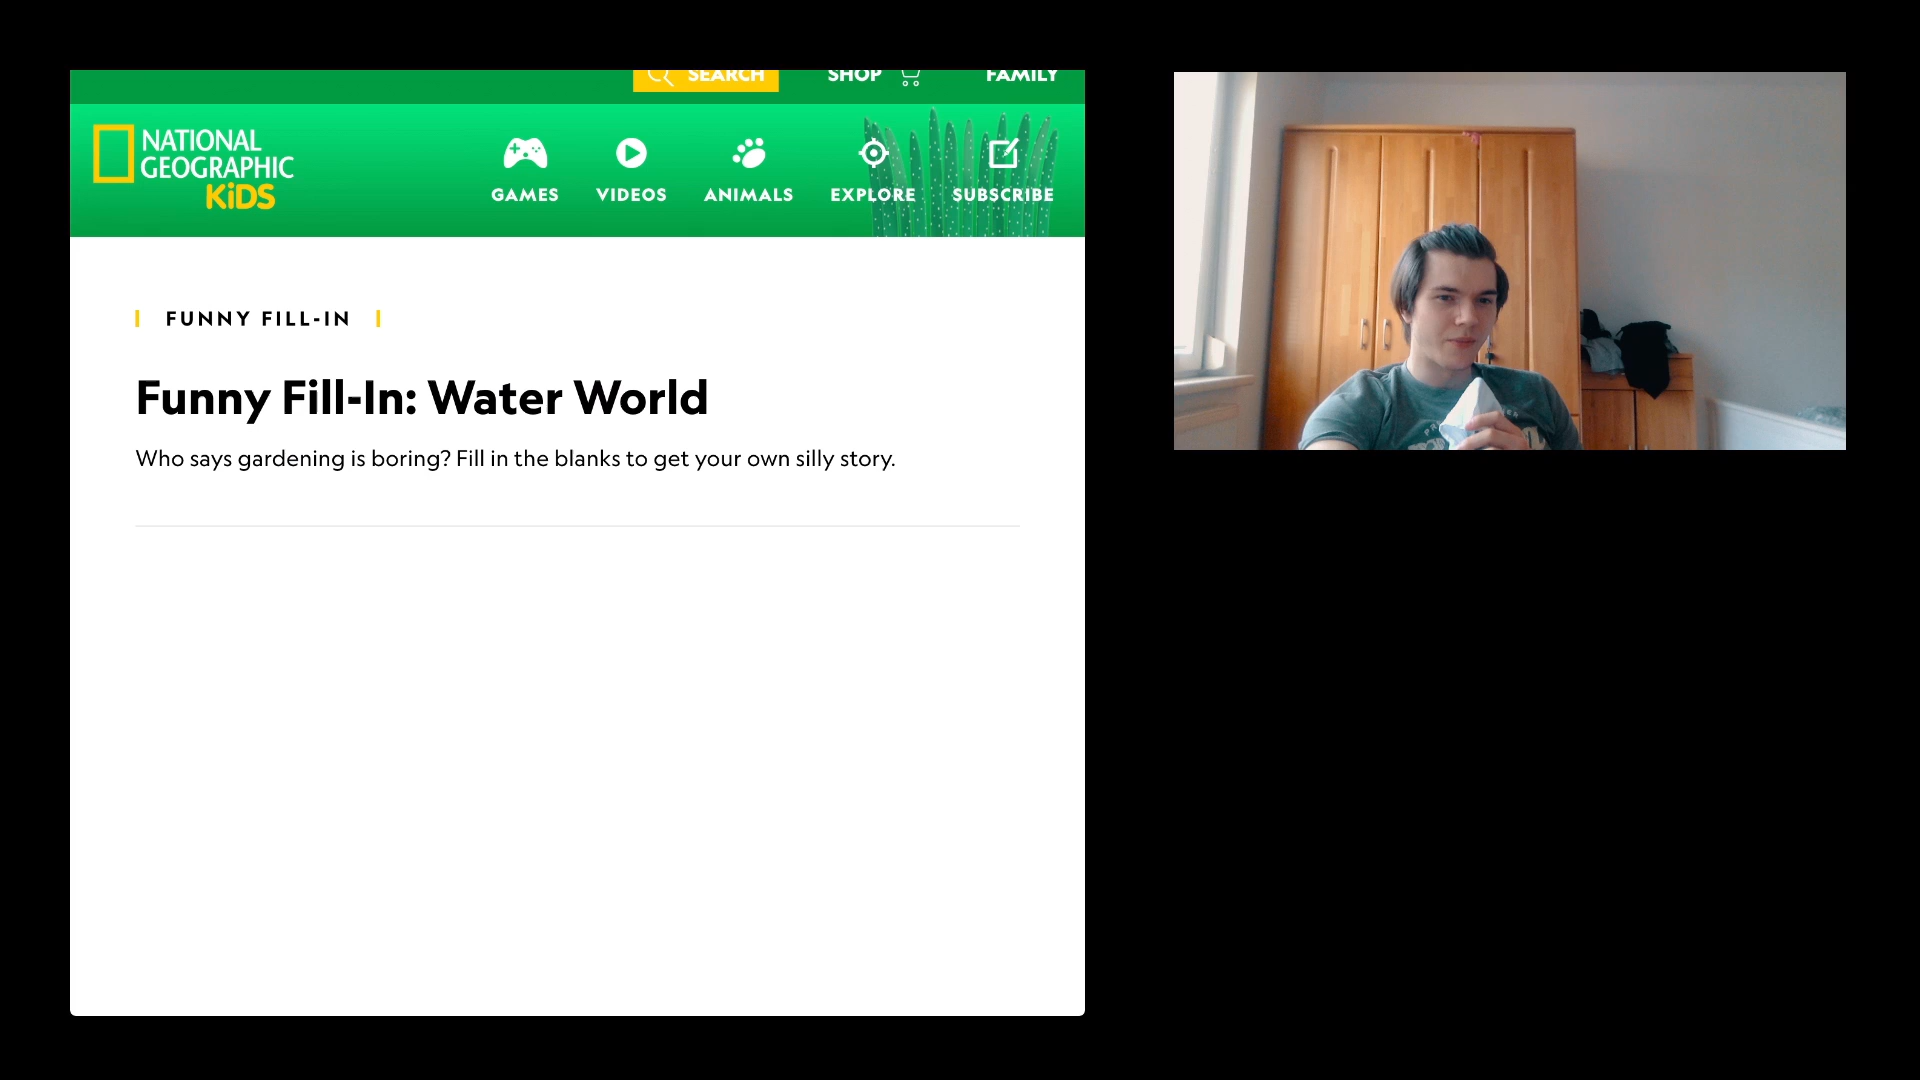 SEARCH
SHOP
FAMILY
NATIONAL
GEOGRAPHIC
KiDS
GAMES
VIDEOS
ANIMALS
EXPLORE
SUBSCRIBE
FUNNY FILL-IN
Funny Fill-In: Water World
Who says gardening is boring? Fill in the blanks to get your own silly story.